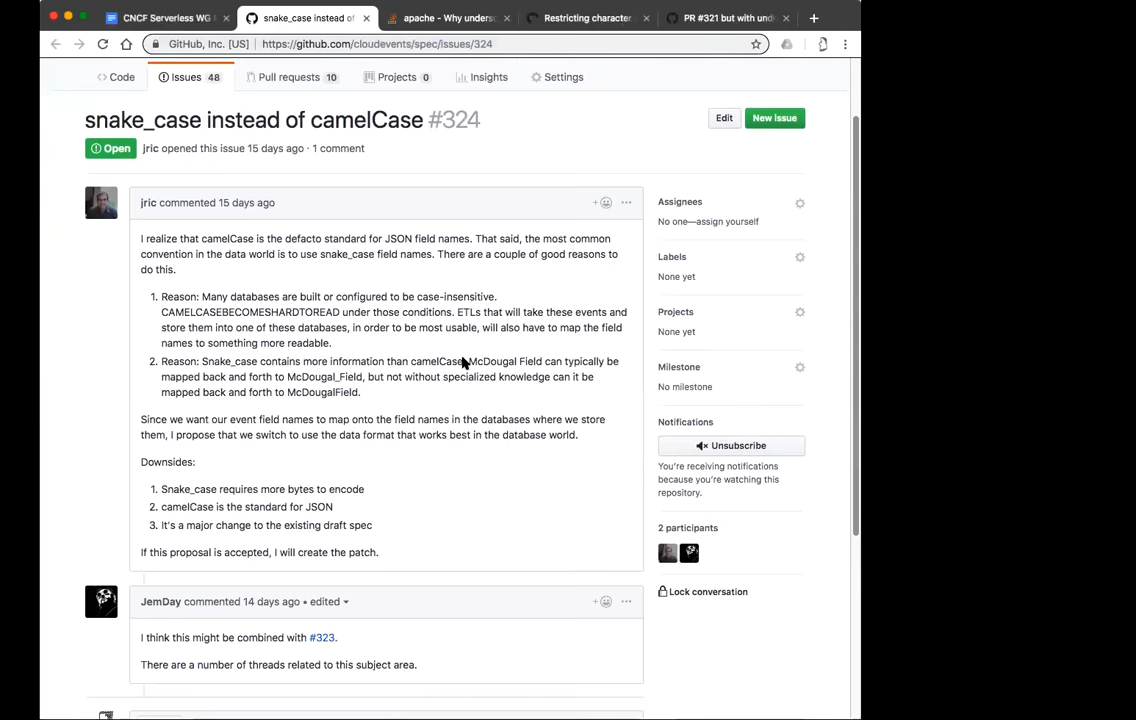 CNCF Serverless WG
snake_case instead of
apache - Why unders
Restricting character
PR #321 but with und
GitHub, Inc. [US] https://github.com/cloudevents/spec/issues/324
Code Issues 48 Pull requests 10 Projects 0 Insights Settings
snake_case instead of camelCase #324
Edit New issue
Open jric opened this issue 15 days ago · 1 comment
jric commented 15 days ago
I realize that camelCase is the defacto standard for JSON field names. That said, the most common
convention in the data world is to use snake_case field names. There are a couple of good reasons to
do this.
1. Reason: Many databases are built or configured to be case-insensitive.
CAMELCASEBECOMESHARDTOREAD under those conditions. ETLs that will take these events and
store them into one of these databases, in order to be most usable, will also have to map the field
names to something more readable.
2. Reason: Snake_case contains more information than camelCase. McDougal Field can typically be
mapped back and forth to McDougal_Field, but not without specialized knowledge can it be
mapped back and forth to McDougalField.
Since we want our event field names to map onto the field names in the databases where we store
them, I propose that we switch to use the data format that works best in the database world.
Downsides:
1. Snake_case requires more bytes to encode
2. camelCase is the standard for JSON
3. It's a major change to the existing draft spec
If this proposal is accepted, I will create the patch.
JemDay commented 14 days ago • edited
I think this might be combined with #323.
There are a number of threads related to this subject area.
Assignees
No one—assign yourself
Labels
None yet
Projects
None yet
Milestone
No milestone
Notifications
Unsubscribe
You're receiving notifications
because you're watching this
repository.
2 participants
Lock conversation